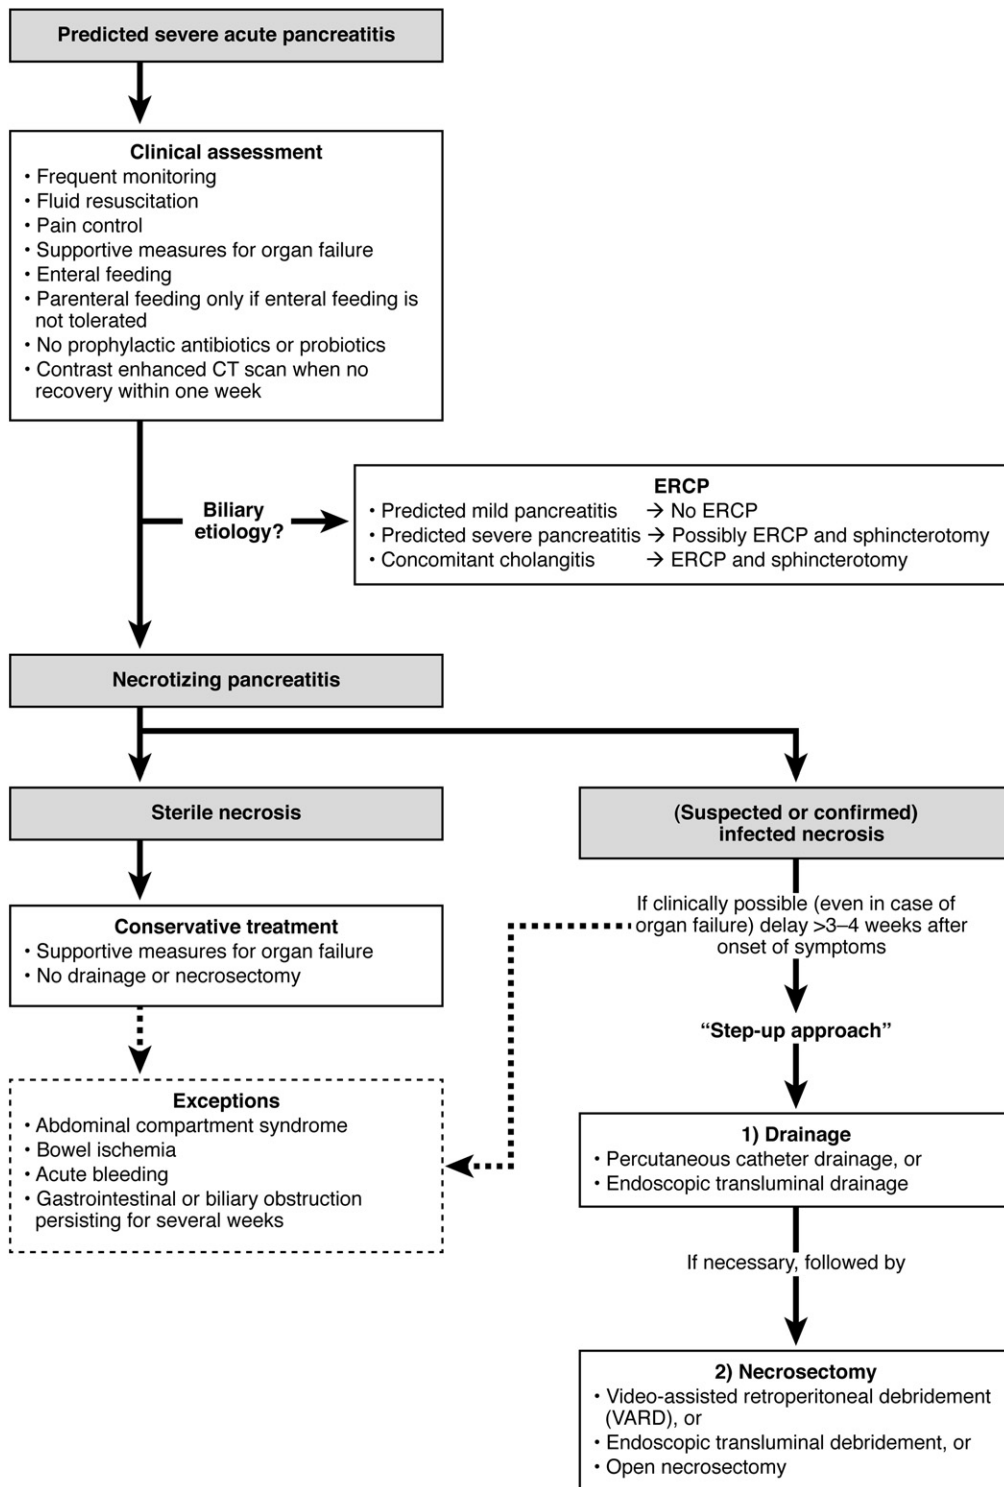 Predicted severe acute pancreatitis
Clinical assessment
• Frequent monitoring
• Fluid resuscitation
• Pain control
• Supportive measures for organ failure
• Enteral feeding
• Parenteral feeding only if enteral feeding is
not tolerated
• No prophylactic antibiotics or probiotics
• Contrast enhanced CT scan when no
recovery within one week
Biliary
etiology?
ERCP
• Predicted mild pancreatitis → No ERCP
• Predicted severe pancreatitis → Possibly ERCP and sphincterotomy
• Concomitant cholangitis → ERCP and sphincterotomy
Necrotizing pancreatitis
Sterile necrosis
(Suspected or confirmed)
infected necrosis
Conservative treatment
• Supportive measures for organ failure
• No drainage or necrosectomy
If clinically possible (even in case of
organ failure) delay >3–4 weeks after
onset of symptoms
“Step-up approach”
Exceptions
• Abdominal compartment syndrome
• Bowel ischemia
• Acute bleeding
• Gastrointestinal or biliary obstruction
persisting for several weeks
1) Drainage
• Percutaneous catheter drainage, or
• Endoscopic transluminal drainage
If necessary, followed by
2) Necrosectomy
• Video-assisted retroperitoneal debridement
(VARD), or
• Endoscopic transluminal debridement, or
• Open necrosectomy